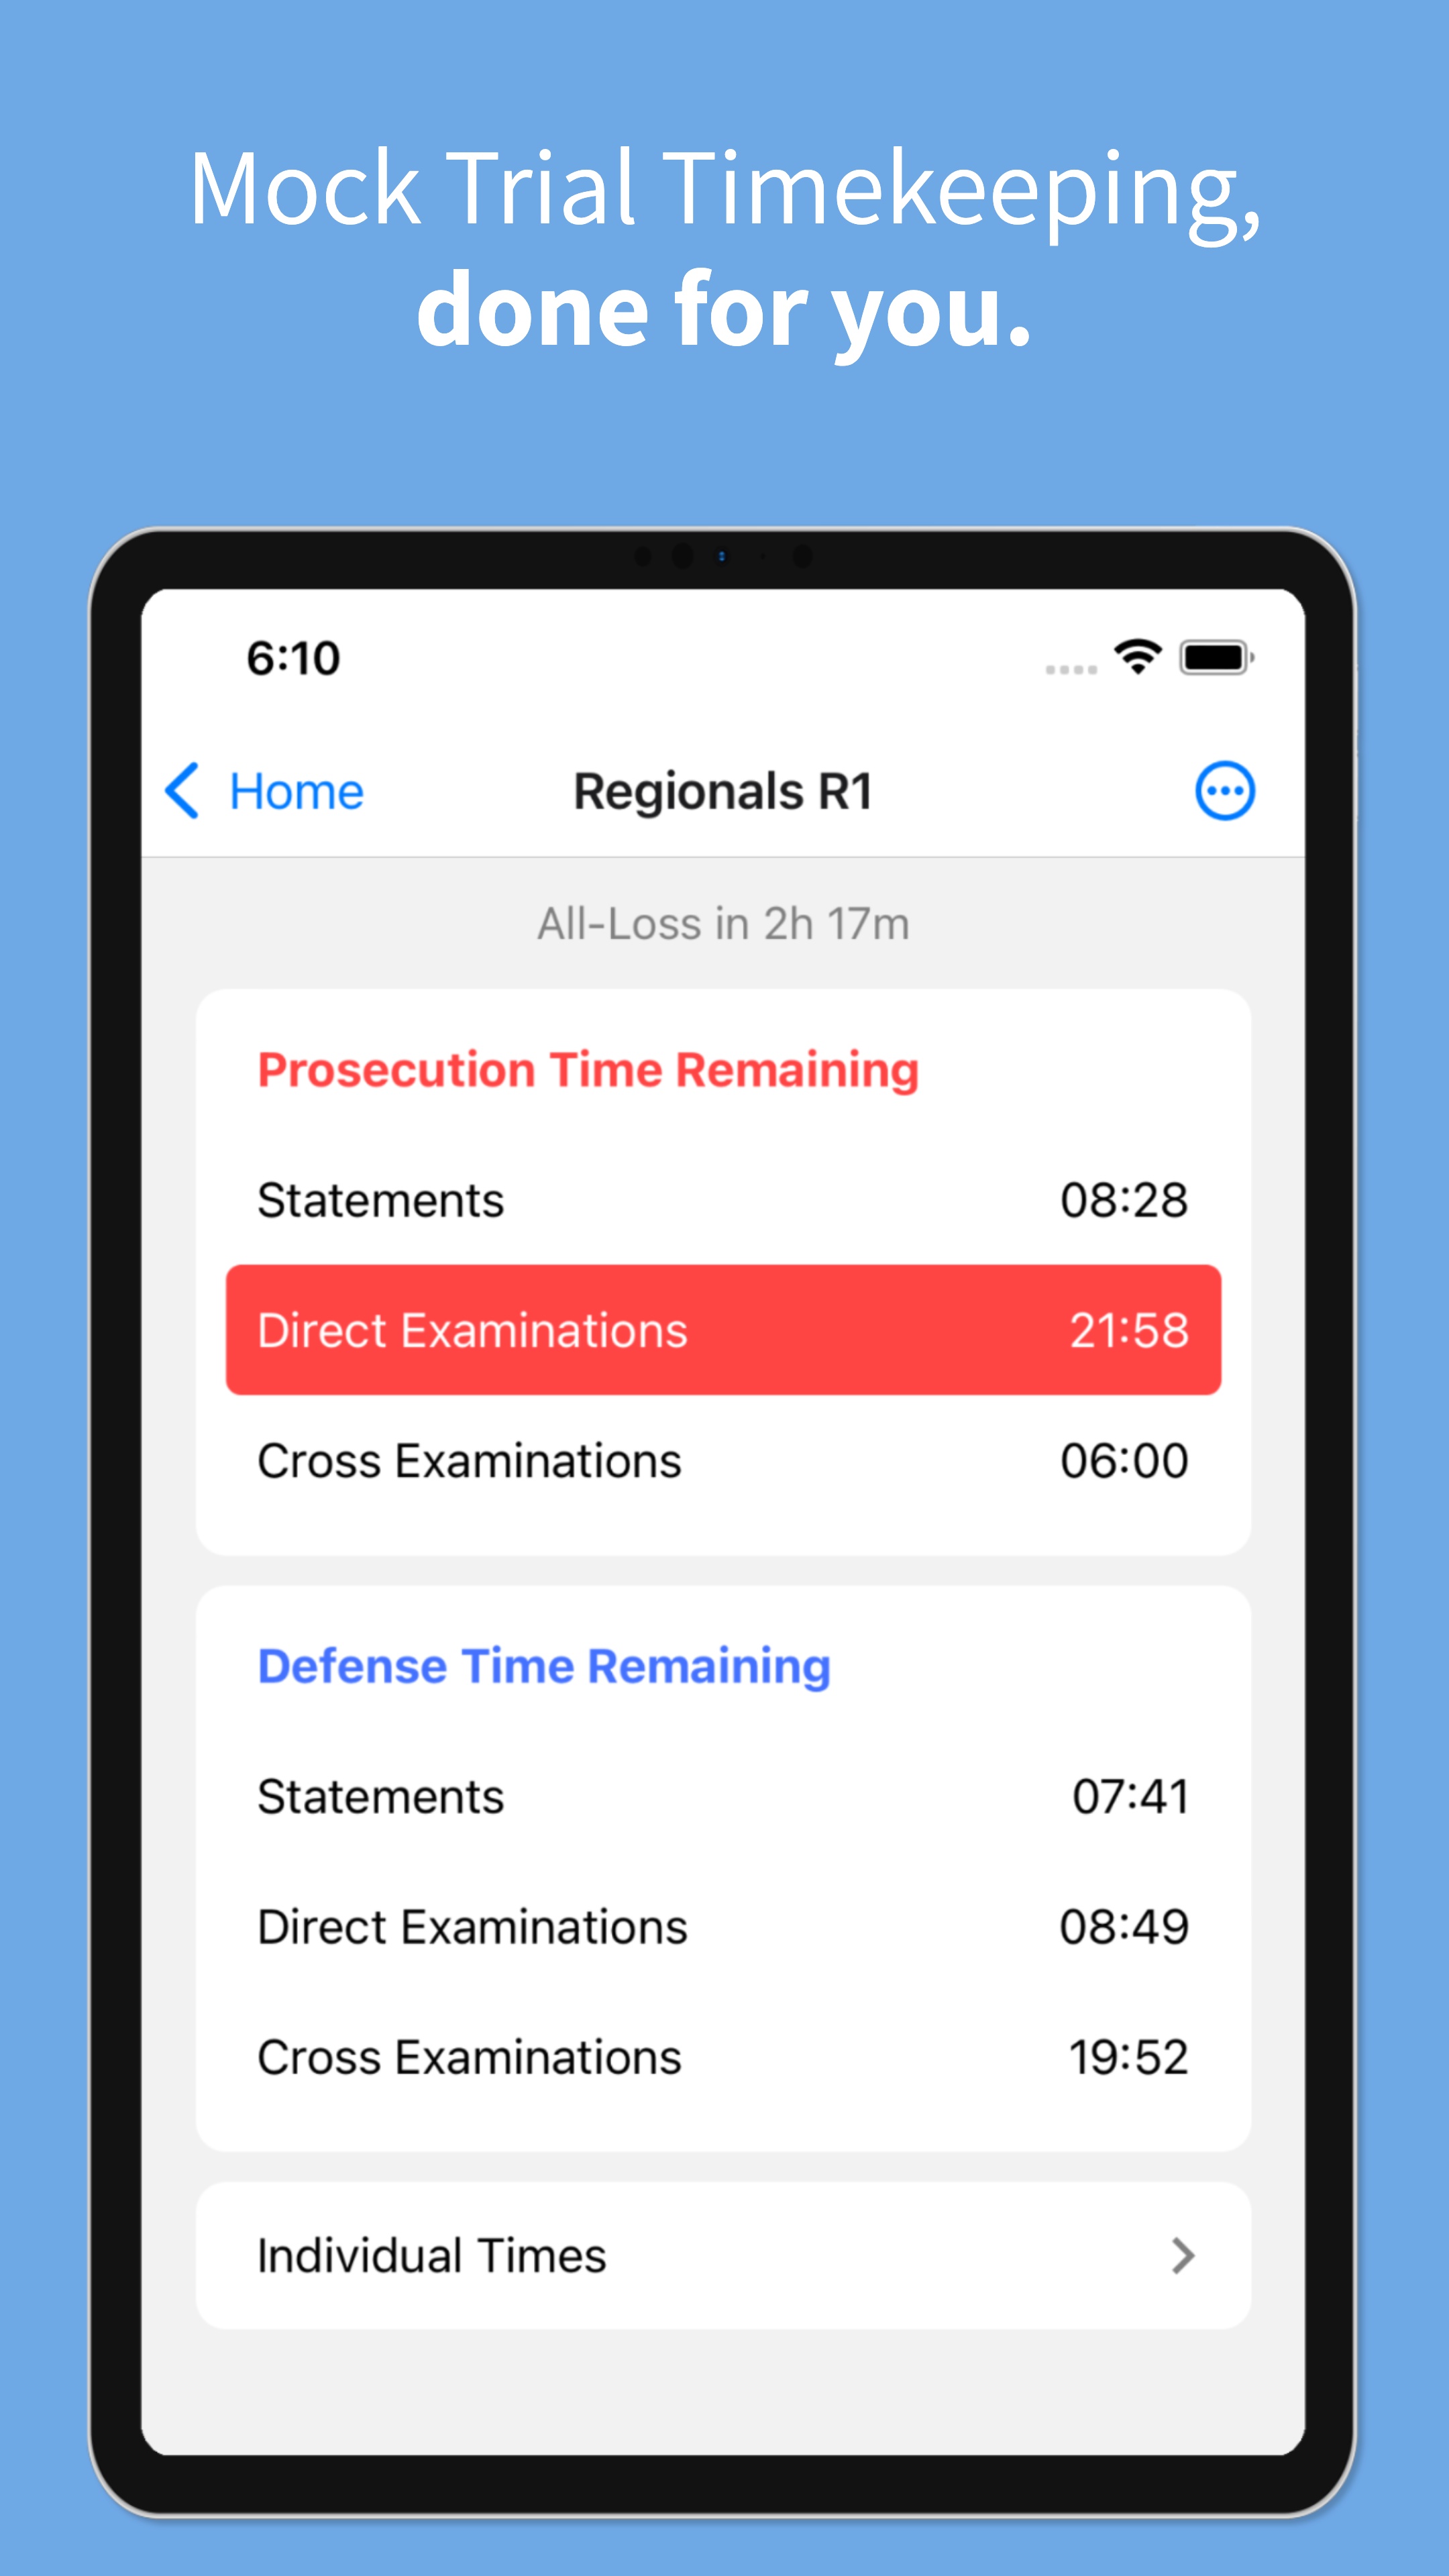 Mock Trial Timekeeping,
done for you.
6:10
Home
Regionals R1
All-Loss in 2h 17m
Prosecution Time Remaining
Statements 08:28
Direct Examinations 21:58
Cross Examinations 06:00
Defense Time Remaining
Statements 07:41
Direct Examinations 08:49
Cross Examinations 19:52
Individual Times